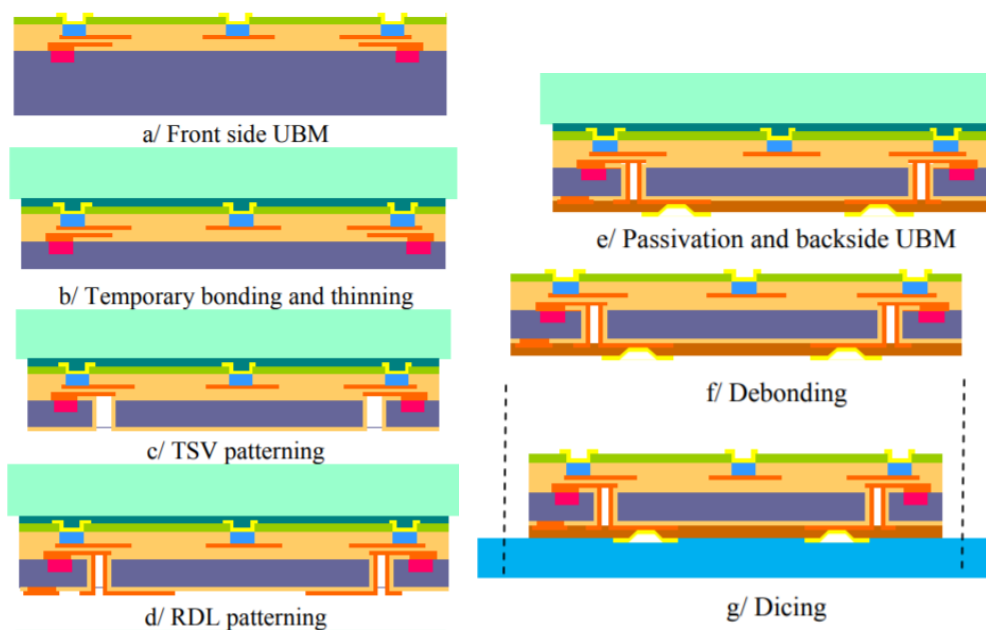 a/ Front side UBM
b/ Temporary bonding and thinning
c/ TSV patterning
d/ RDL patterning
e/ Passivation and backside UBM
f/ Debonding
g/ Dicing